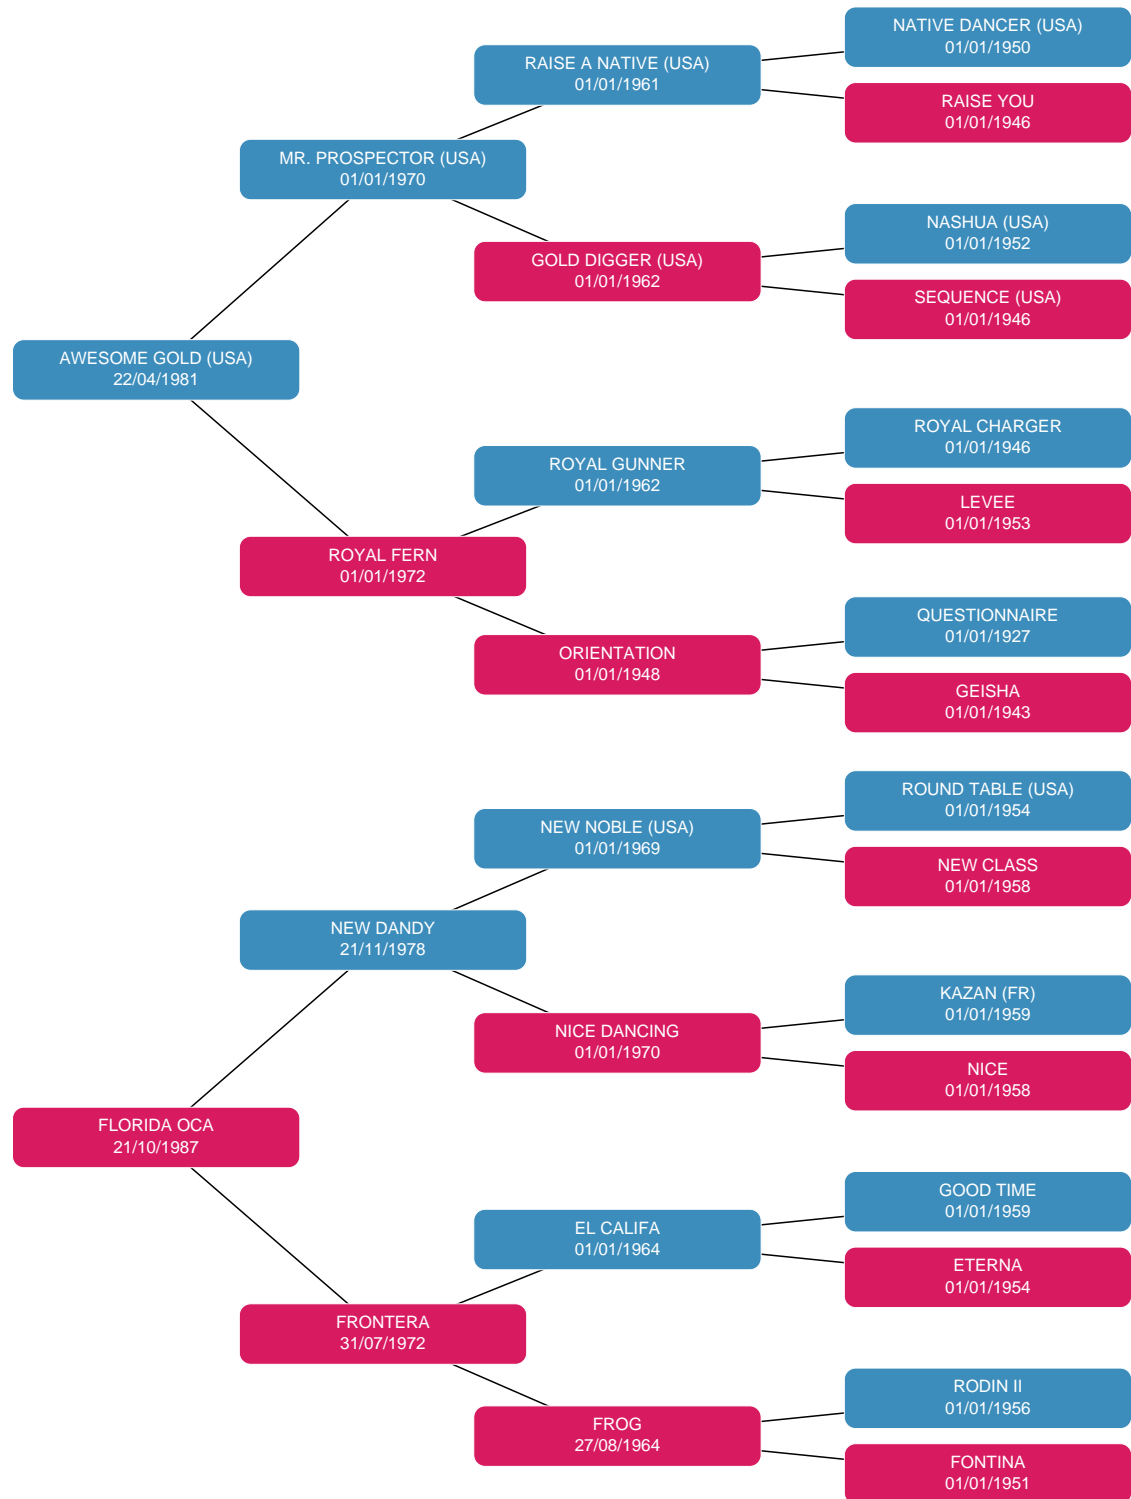 NATIVE DANCER (USA)
01/01/1950
RAISE A NATIVE (USA)
01/01/1961
RAISE YOU
01/01/1946
MR. PROSPECTOR (USA)
01/01/1970
NASHUA (USA)
01/01/1952
GOLD DIGGER (USA)
01/01/1962
SEQUENCE (USA)
01/01/1946
AWESOME GOLD (USA)
22/04/1981
ROYAL CHARGER
01/01/1946
ROYAL GUNNER
01/01/1962
LEVEE
01/01/1953
ROYAL FERN
01/01/1972
QUESTIONNAIRE
01/01/1927
ORIENTATION
01/01/1948
GEISHA
01/01/1943
ROUND TABLE (USA)
01/01/1954
NEW NOBLE (USA)
01/01/1969
NEW CLASS
01/01/1958
NEW DANDY
21/11/1978
KAZAN (FR)
01/01/1959
NICE DANCING
01/01/1970
NICE
01/01/1958
FLORIDA OCA
21/10/1987
GOOD TIME
01/01/1959
EL CALIFA
01/01/1964
ETERNA
01/01/1954
FRONTERA
31/07/1972
RODIN II
01/01/1956
FROG
27/08/1964
FONTINA
01/01/1951